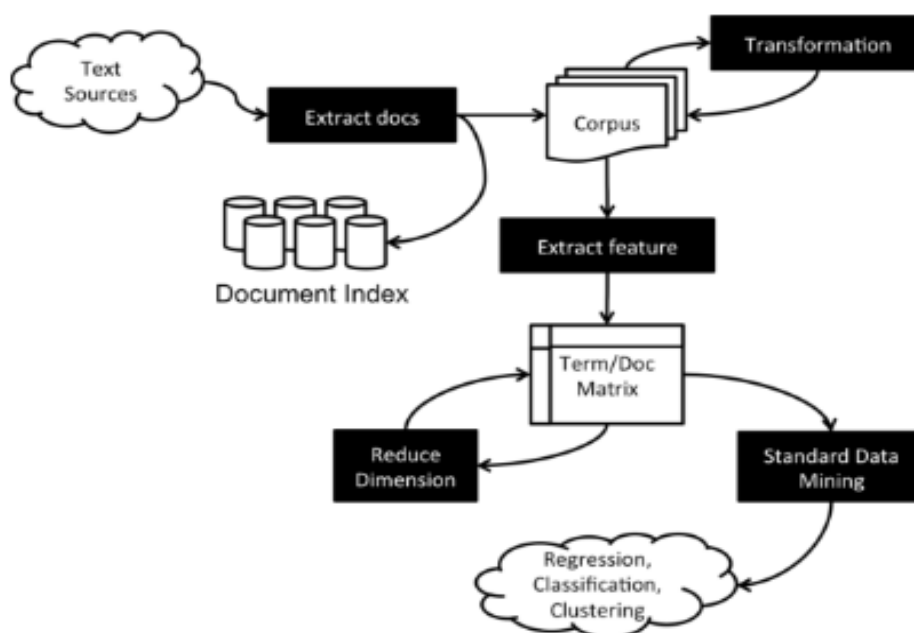 Text
Sources
Extract docs
Corpus
Transformation
Document Index
Extract feature
Term/Doc
Matrix
Reduce
Dimension
Standard Data
Mining
Regression,
Classification,
Clustering